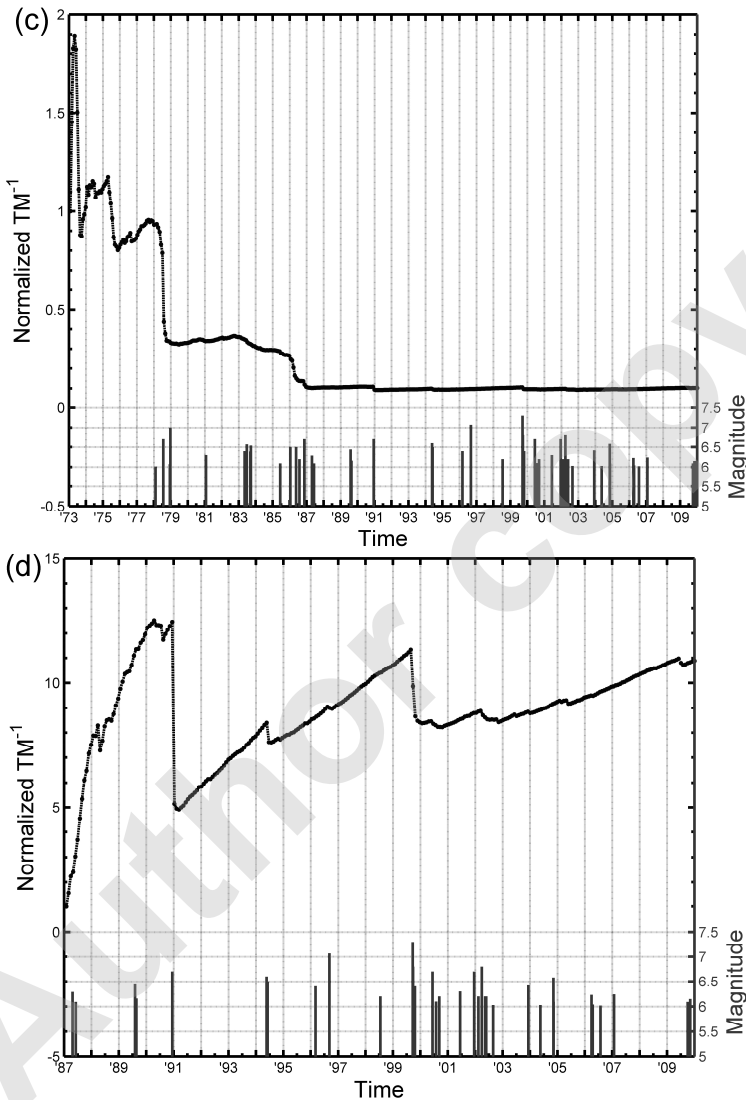 (c)
2
1.5
1
0.5
0
-0.5
Normalized TM-1
7.5
7
6.5
6
5.5
5
Magnitude
'73 '75 '77 '79 '81 '83 '85 '87 '89 '91 '93 '95 '97 '99 '01 '03 '05 '07 '09
Time
(d)
15
10
5
0
-5
Normalized TM-1
7.5
7
6.5
6
5.5
5
Magnitude
'87 '89 '91 '93 '95 '97 '99 '01 '03 '05 '07 '09
Time
Author copy